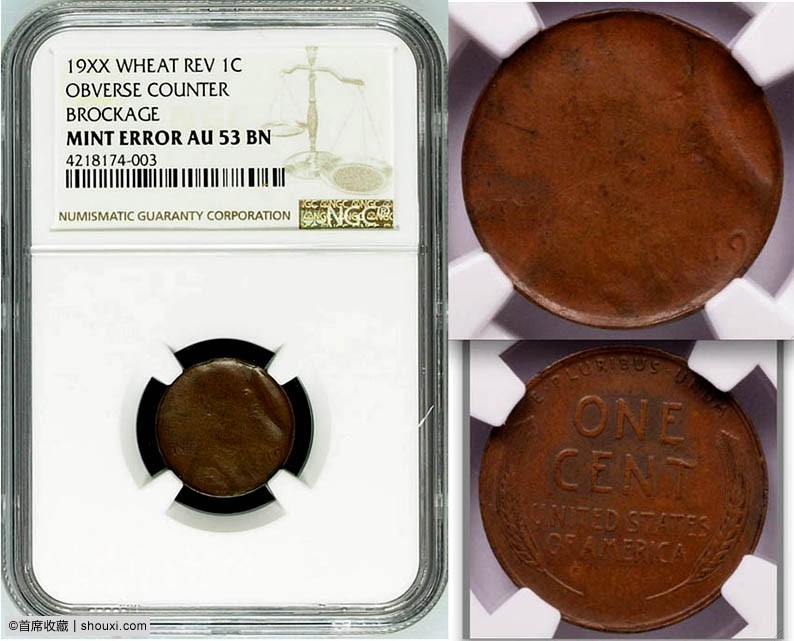 19XX WHEAT REV 1C
OBVERSE COUNTER
BROCKAGE
MINT ERROR AU 53 BN
4218174-003
NUMISMATIC GUARANTY CORPORATION
NGC
19
E·PLURIBUS·UNUM
ONE
CENT
UNITED STATES
OF AMERICA
©首席收藏 | shouxi.com